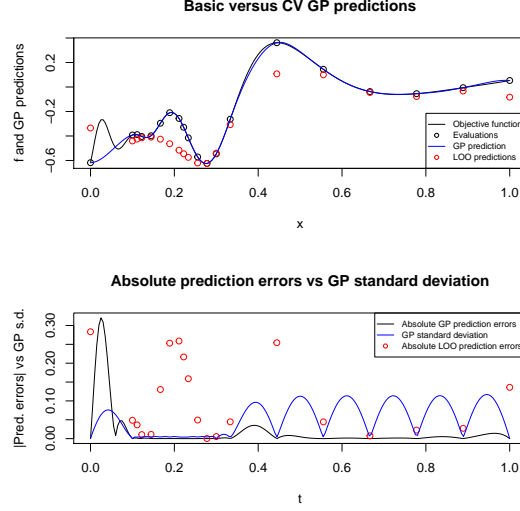 Basic versus CV GP predictions
f and GP predictions
0.2
-0.2
-0.6
Objective function
Evaluations
GP prediction
LOO predictions
0.0 0.2 0.4 0.6 0.8 1.0
x
Absolute prediction errors vs GP standard deviation
|Pred. errors| vs GP s.d.
0.30
0.20
0.10
0.00
Absolute GP prediction errors
GP standard deviation
Absolute LOO prediction errors
0.0 0.2 0.4 0.6 0.8 1.0
t